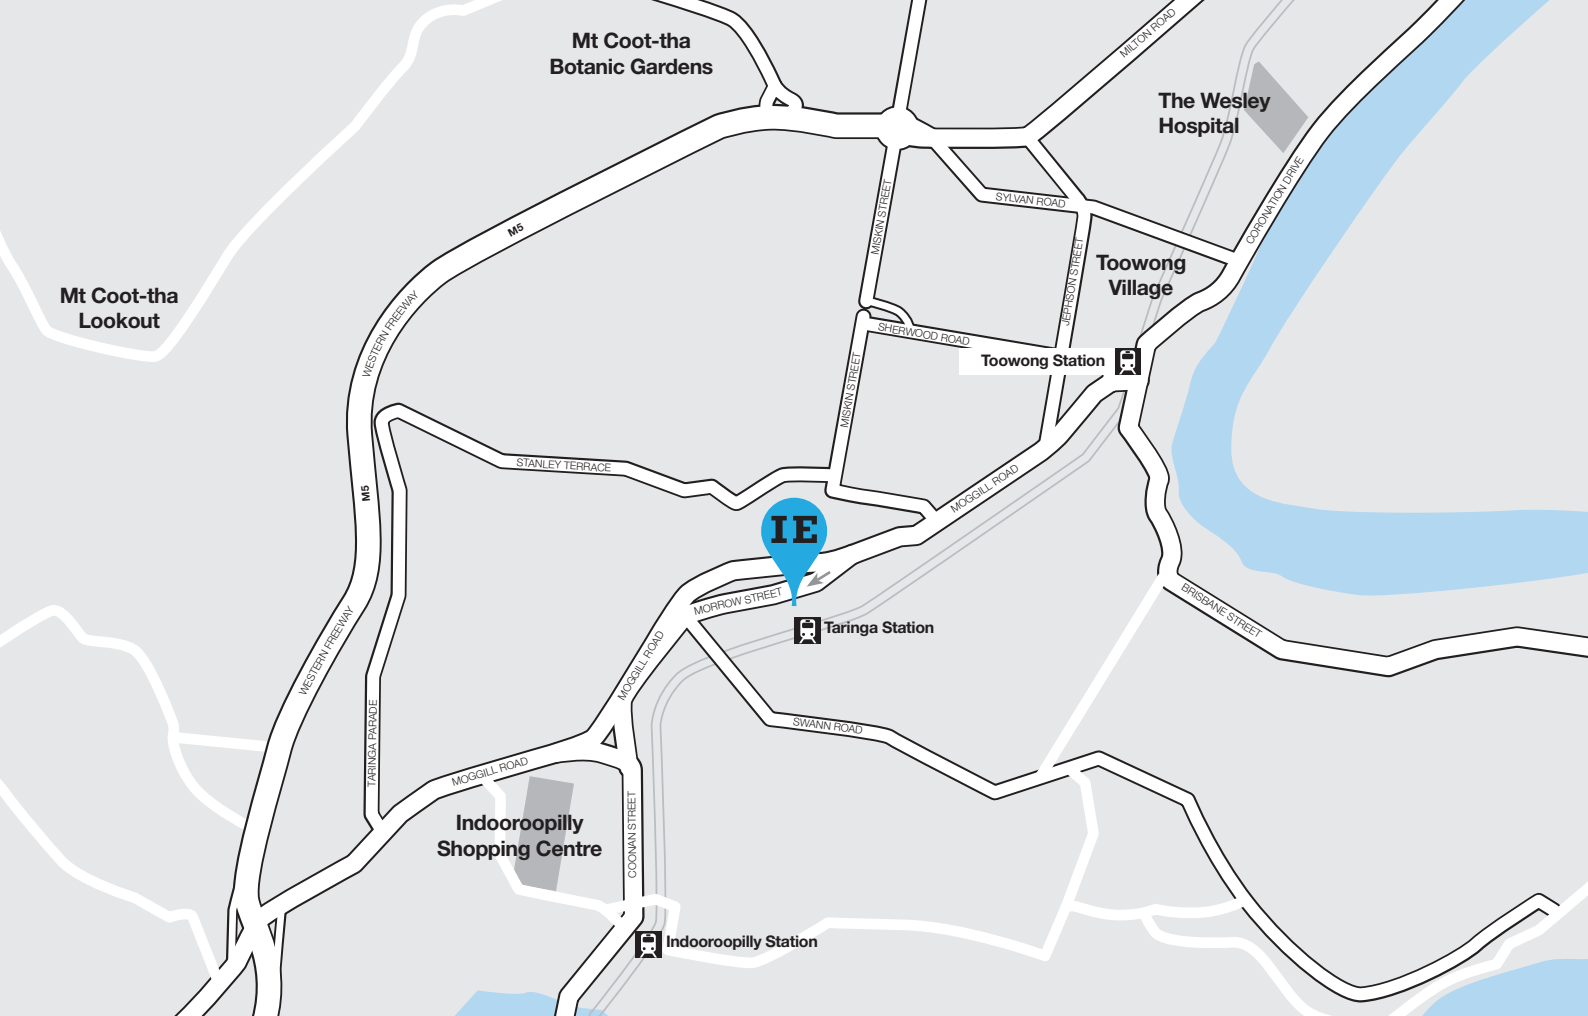 MILTON ROAD
Mt Coot-tha
Botanic Gardens
The Wesley
Hospital
CORONATION DRIVE
SYLVAN ROAD
MISKIN STREET
M5
JEPHSON STREET
Toowong
Village
Mt Coot-tha
Lookout
WESTERN FREEWAY
SHERWOOD ROAD
Toowong Station
MISKIN STREET
STANLEY TERRACE
M5
MOGGILL ROAD
IE
MORROW STREET
BRISBANE STREET
Taringa Station
WESTERN FREEWAY
MOGGILL ROAD
TARINGA PARADE
SWANN ROAD
MOGGILL ROAD
COONAN STREET
Indooroopilly
Shopping Centre
Indooroopilly Station